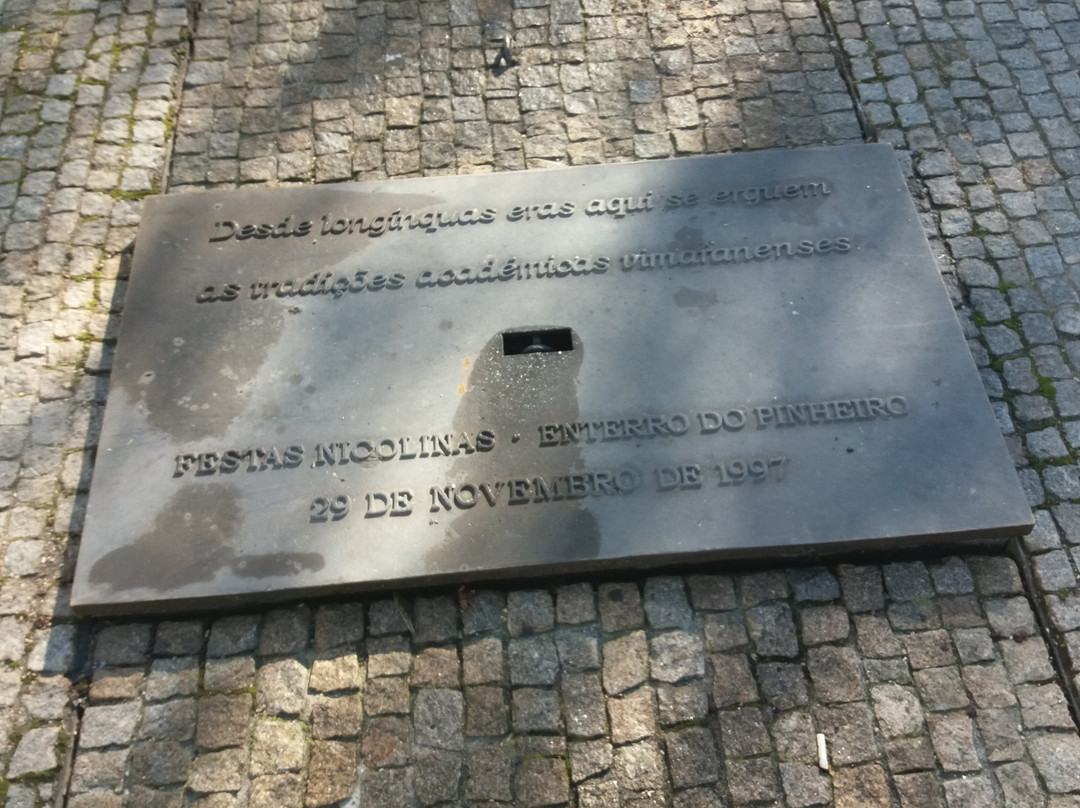 Desde longínquas eras aqui se erguem
as tradições académicas vimaranenses
FESTAS NICOLINAS · ENTERRO DO PINHEIRO
29 DE NOVEMBRO DE 1997